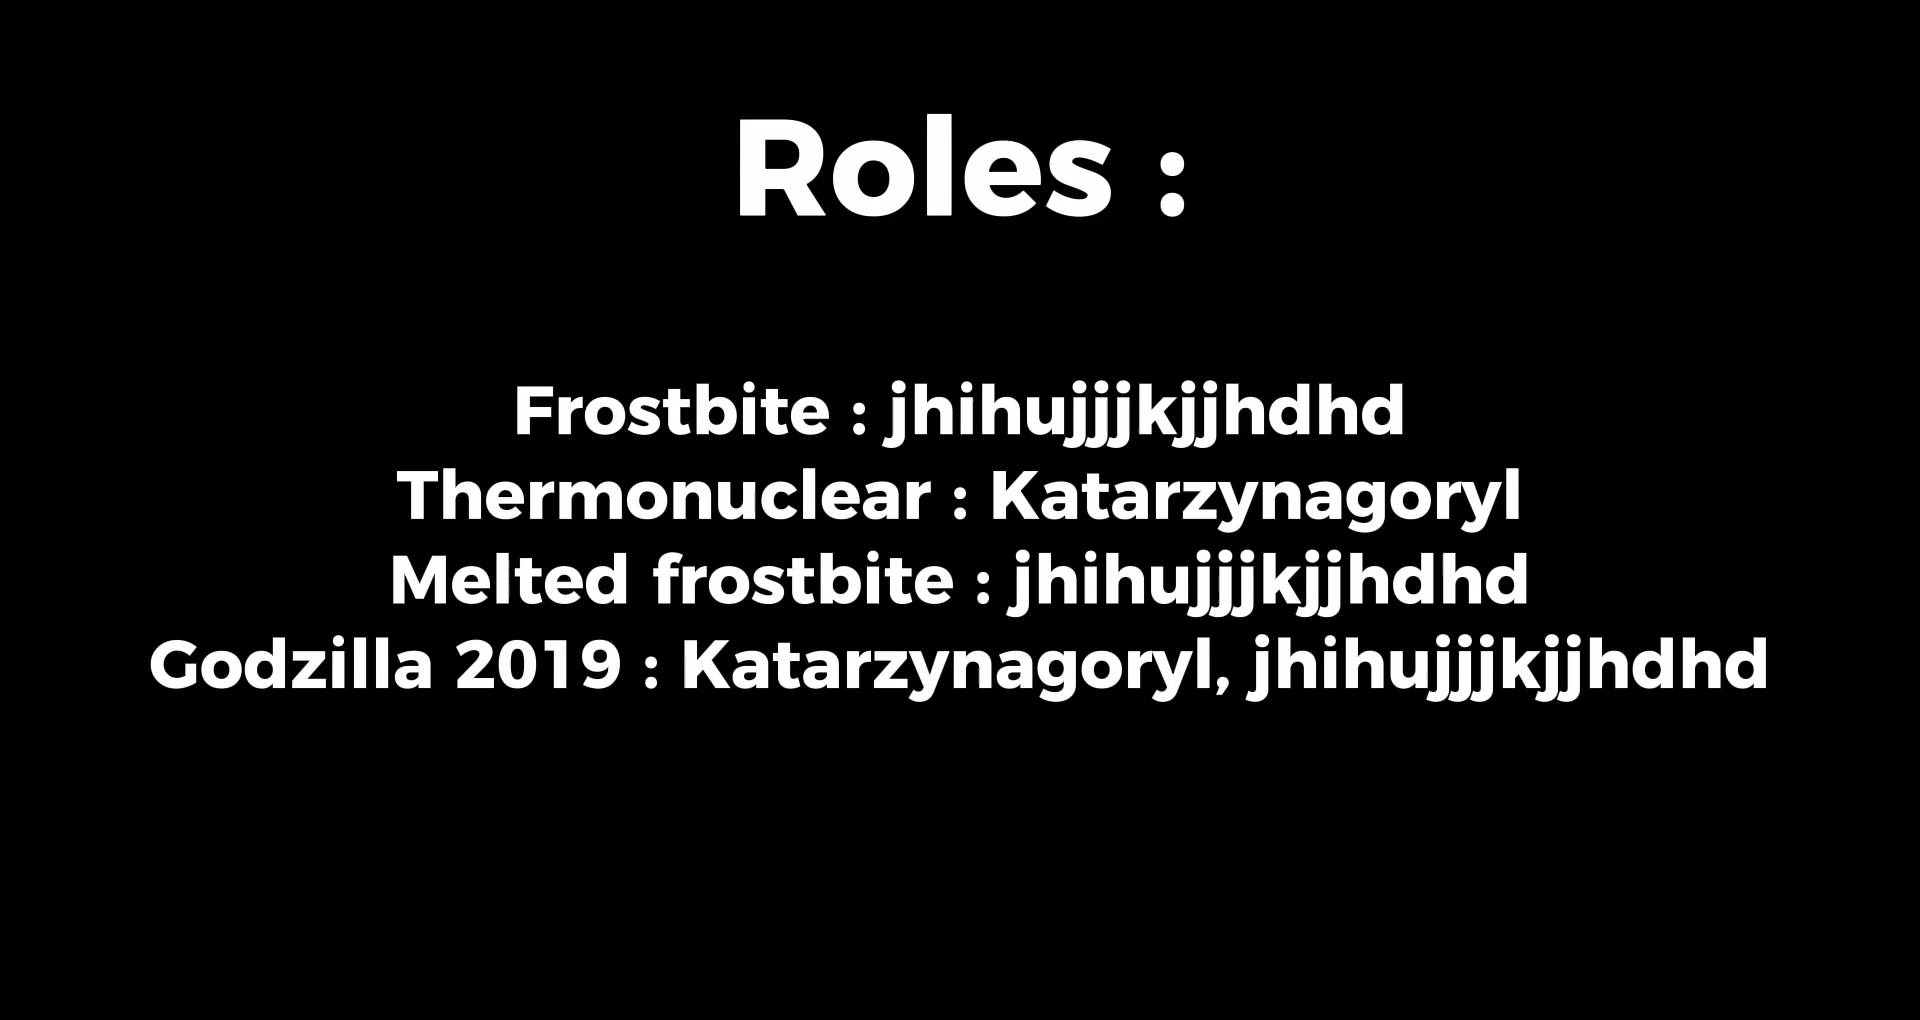 Roles :
Frostbite : jhihujjjkjjhdhd
Thermonuclear : Katarzynagoryl
Melted frostbite : jhihujjjkjjhdhd
Godzilla 2019 : Katarzynagoryl, jhihujjjkjjhdhd